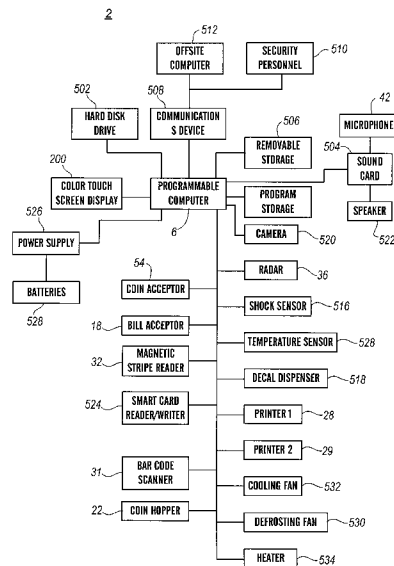 2
512
OFFSITE
COMPUTER
SECURITY
PERSONNEL
510
502
508
HARD DISK
DRIVE
COMMUNICATION
S DEVICE
506
REMOVABLE
STORAGE
42
MICROPHONE
504
SOUND
CARD
200
COLOR TOUCH
SCREEN DISPLAY
PROGRAMMABLE
COMPUTER
6
PROGRAM
STORAGE
SPEAKER
522
526
POWER SUPPLY
CAMERA
520
BATTERIES
528
54
COIN ACCEPTOR
RADAR
36
18
BILL ACCEPTOR
SHOCK SENSOR
516
32
MAGNETIC
STRIPE READER
TEMPERATURE SENSOR
528
DECAL DISPENSER
518
524
SMART CARD
READER/WRITER
PRINTER 1
28
PRINTER 2
29
31
BAR CODE
SCANNER
COOLING FAN
532
22
COIN HOPPER
DEFROSTING FAN
530
HEATER
534